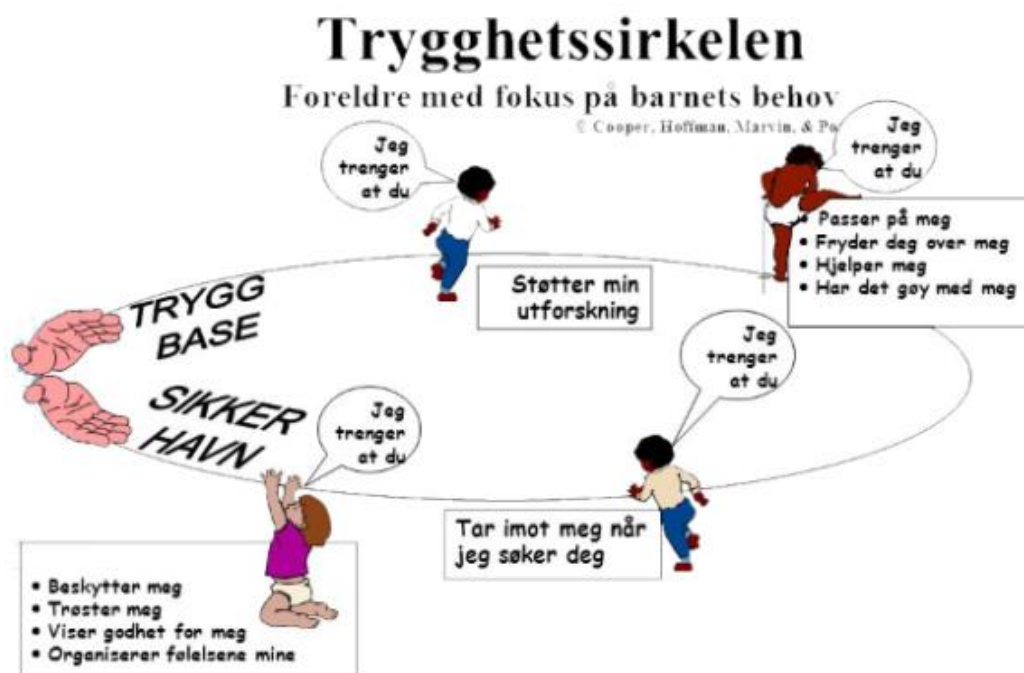 Trygghetssirkelen
Foreldre med fokus på barnets behov
© Cooper, Hoffman, Marvin, & Po
Jeg
trenger
at du
Støtter min
utforskning
Jeg
trenger
at du
• Passer på meg
• Fryder deg over meg
• Hjelper meg
• Har det gøy med meg
TRYGG
BASE
SIKKER
HAVN
Jeg
trenger
at du
Tar imot meg når
jeg søker deg
Jeg
trenger
at du
• Beskytter meg
• Trøster meg
• Viser godhet for meg
• Organiserer følelsene mine